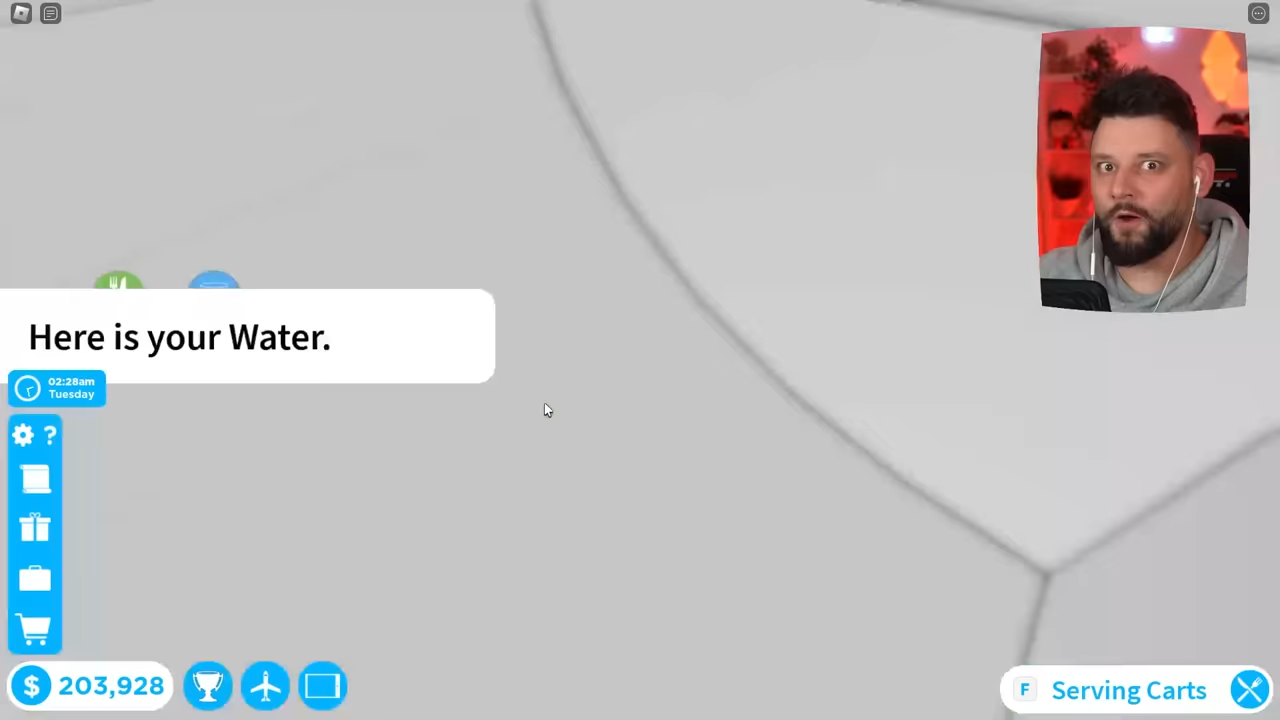 Here is your Water.
02:28am
Tuesday
?
$ 203,928
F Serving Carts